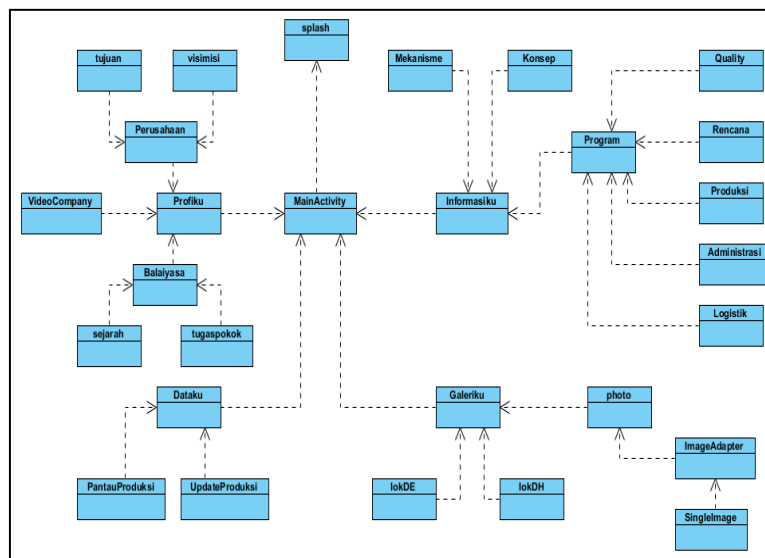 splash
tujuan
visimisi
Mekanisme
Konsep
Quality
Perusahaan
Rencana
Program
VideoCompany
Profiku
MainActivity
Informasiku
Produksi
Balaiyasa
Administrasi
sejarah
tugaspokok
Logistik
Dataku
Galeriku
photo
ImageAdapter
PantauProduksi
UpdateProduksi
lokDE
lokDH
SingleImage